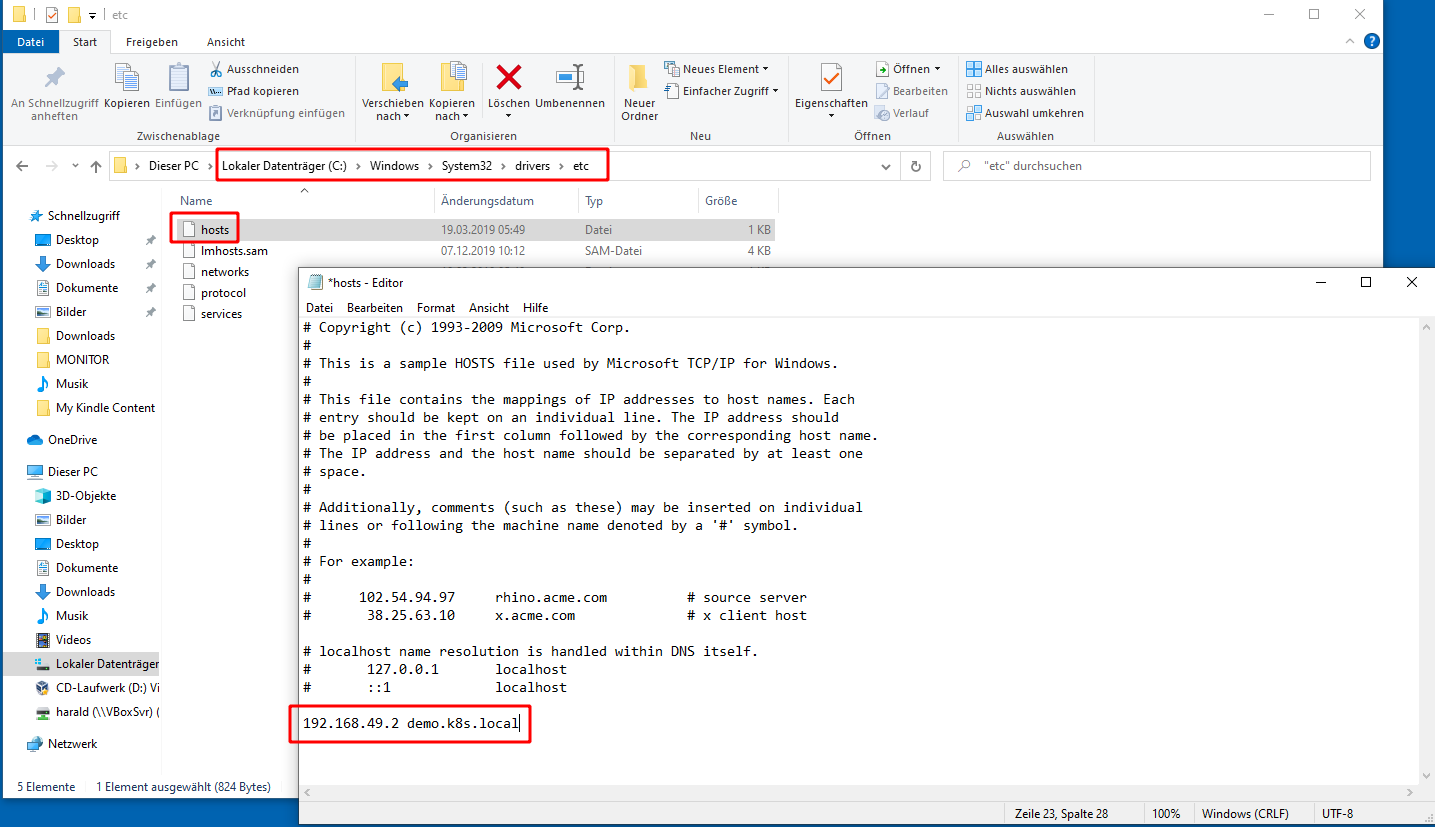 etc
Datei Start Freigeben Ansicht
An Schnellzugriff anheften
Kopieren
Einfügen
Ausschneiden
Pfad kopieren
Verknüpfung einfügen
Zwischenablage
Verschieben nach
Kopieren nach
Löschen
Umbenennen
Organisieren
Neuer Ordner
Neues Element
Einfacher Zugriff
Neu
Eigenschaften
Öffnen
Bearbeiten
Verlauf
Öffnen
Alles auswählen
Nichts auswählen
Auswahl umkehren
Auswählen
Dieser PC > Lokaler Datenträger (C:) > Windows > System32 > drivers > etc
"etc" durchsuchen
Schnellzugriff
Desktop
Downloads
Dokumente
Bilder
Downloads
MONITOR
Musik
My Kindle Content
OneDrive
Dieser PC
3D-Objekte
Bilder
Desktop
Dokumente
Downloads
Musik
Videos
Lokaler Datenträger
CD-Laufwerk (D:) Vi
harald (\\VBoxSvr) (
Netzwerk
Name Änderungsdatum Typ Größe
hosts 19.03.2019 05:49 Datei 1 KB
lmhosts.sam 07.12.2019 10:12 SAM-Datei 4 KB
networks
protocol
services
5 Elemente 1 Element ausgewählt (824 Bytes)
*hosts - Editor
Datei Bearbeiten Format Ansicht Hilfe
# Copyright (c) 1993-2009 Microsoft Corp.
#
# This is a sample HOSTS file used by Microsoft TCP/IP for Windows.
#
# This file contains the mappings of IP addresses to host names. Each
# entry should be kept on an individual line. The IP address should
# be placed in the first column followed by the corresponding host name.
# The IP address and the host name should be separated by at least one
# space.
#
# Additionally, comments (such as these) may be inserted on individual
# lines or following the machine name denoted by a '#' symbol.
#
# For example:
#
# 102.54.94.97 rhino.acme.com # source server
# 38.25.63.10 x.acme.com # x client host
# localhost name resolution is handled within DNS itself.
# 127.0.0.1 localhost
# ::1 localhost
192.168.49.2 demo.k8s.local
Zeile 23, Spalte 28 100% Windows (CRLF) UTF-8